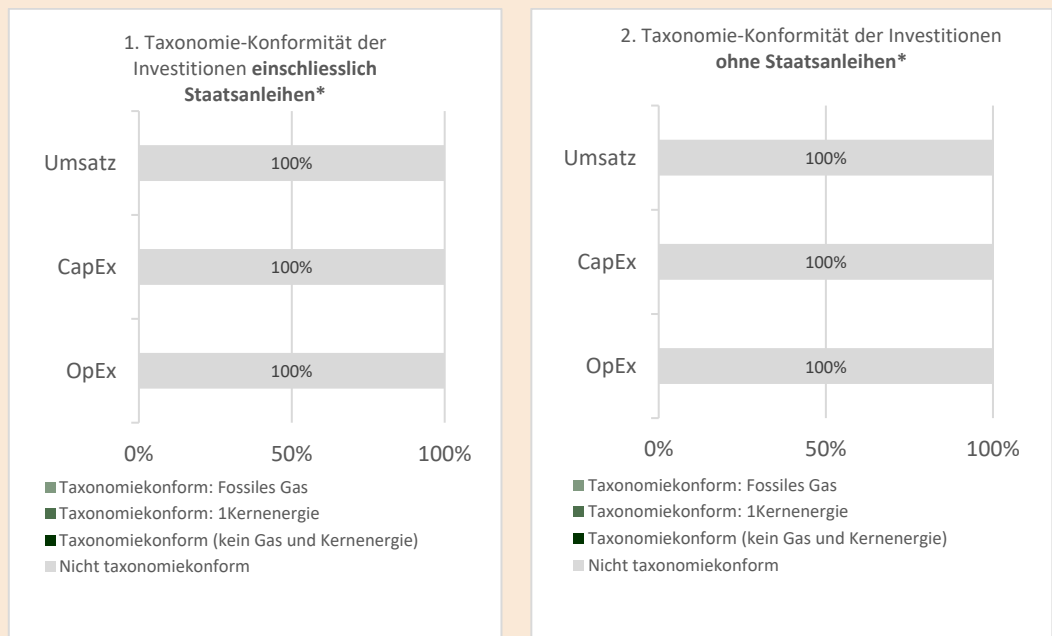 1. Taxonomie-Konformität der
Investitionen einschliesslich
Staatsanleihen*
Umsatz
100%
CapEx
100%
OpEx
100%
0%
50%
100%
Taxonomiekonform: Fossiles Gas
Taxonomiekonform: 1Kernenergie
Taxonomiekonform (kein Gas und Kernenergie)
Nicht taxonomiekonform
2. Taxonomie-Konformität der Investitionen
ohne Staatsanleihen*
Umsatz
100%
CapEx
100%
OpEx
100%
0%
50%
100%
Taxonomiekonform: Fossiles Gas
Taxonomiekonform: 1Kernenergie
Taxonomiekonform (kein Gas und Kernenergie)
Nicht taxonomiekonform